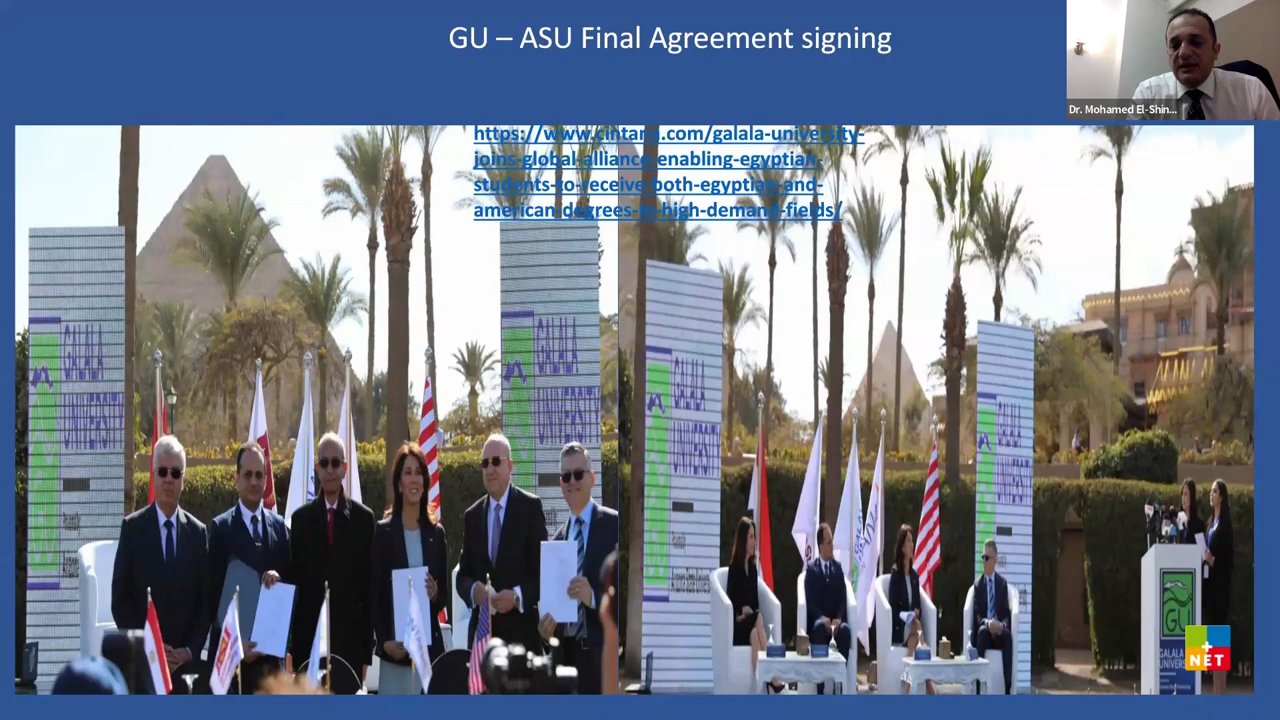 GU – ASU Final Agreement signing
Dr. Mohamed El-Shin...
https://www.cintana.com/galala-university-
joins-global-alliance-enabling-egyptian-
students-to-receive-both-egyptian-and-
american-degrees-in-high-demand-fields/
GALALA
UNIVERSITY
GALALA
UNIVERSITY
GALALA
UNIVERSITY
GALALA
UNIVERSITY
GU
GALALA
UNIVERSITY
+
NET